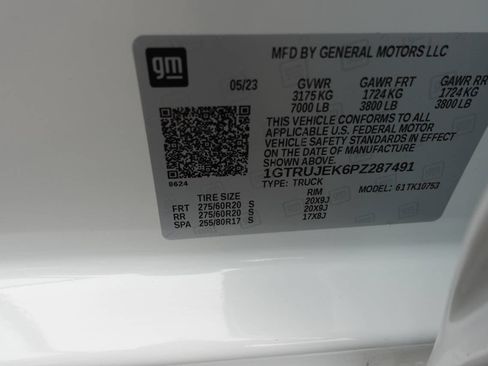 gm
MFD BY GENERAL MOTORS LLC
05/23 GVWR GAWR FRT GAWR RR
3175 KG 1724 KG 1724 KG
7000 LB 3800 LB 3800 LB
THIS VEHICLE CONFORMS TO ALL
APPLICABLE U.S. FEDERAL MOTOR
VEHICLE SAFETY STANDARDS IN EFFECT
ON THE DATE OF MANUFACTURE
1GTRUJEK6PZ287491
8624 TYPE: TRUCK MODEL: 61TK10753
TIRE SIZE RIM
FRT 275/60R20 S 20X9J
RR 275/60R20 S 20X9J
SPA 255/80R17 S 17X8J